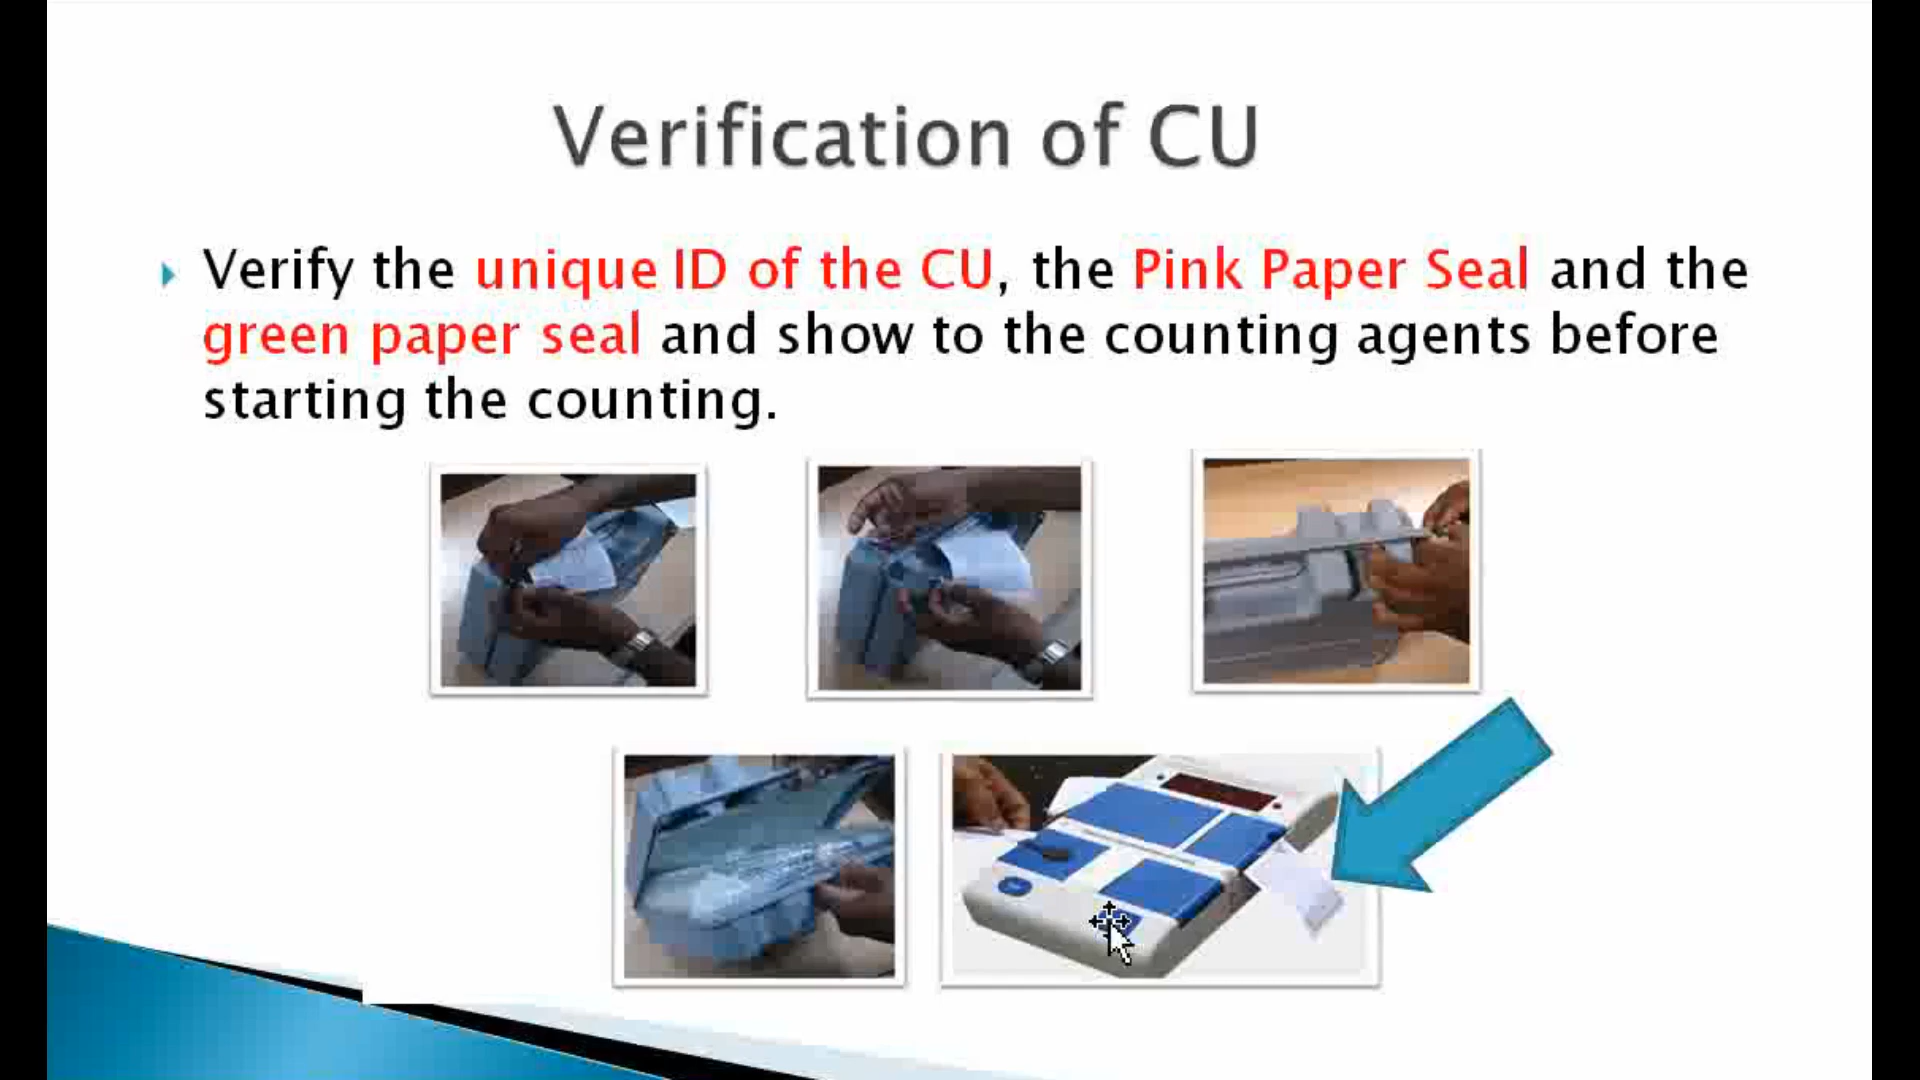 Verification of CU
Verify the unique ID of the CU, the Pink Paper Seal and the
green paper seal and show to the counting agents before
starting the counting.